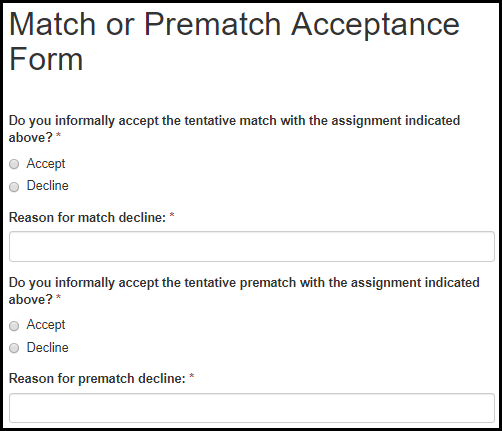 Match or Prematch Acceptance
Form
Do you informally accept the tentative match with the assignment indicated
above? *
Accept
Decline
Reason for match decline: *
Do you informally accept the tentative prematch with the assignment indicated
above? *
Accept
Decline
Reason for prematch decline: *